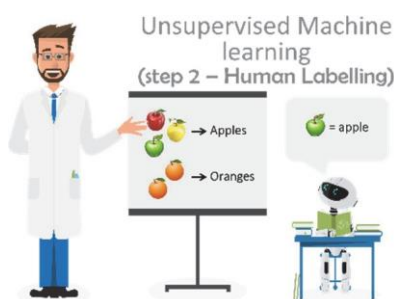 Unsupervised Machine
learning
(step 2 – Human Labelling)
→ Apples
→ Oranges
= apple